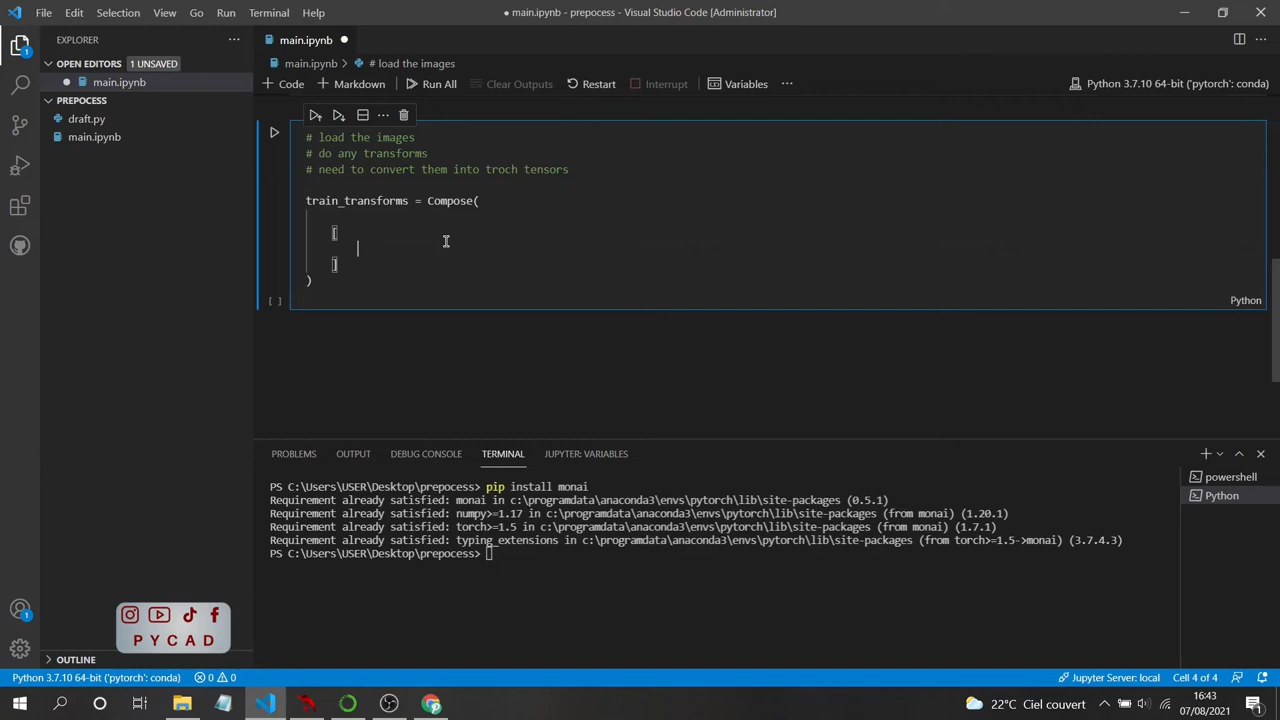 File Edit Selection View Go Run Terminal Help
● main.ipynb - prepocess - Visual Studio Code [Administrator]
EXPLORER
main.ipynb
OPEN EDITORS 1 UNSAVED
main.ipynb > # load the images
main.ipynb
+ Code + Markdown Run All Clear Outputs Restart Interrupt Variables
Python 3.7.10 64-bit ('pytorch': conda)
PREPOCESS
draft.py
main.ipynb
# load the images
# do any transforms
# need to convert them into troch tensors
train_transforms = Compose(
[
]
)
[ ]
Python
PROBLEMS OUTPUT DEBUG CONSOLE TERMINAL JUPYTER: VARIABLES
powershell
Python
PS C:\Users\USER\Desktop\prepocess> pip install monai
Requirement already satisfied: monai in c:\programdata\anaconda3\envs\pytorch\lib\site-packages (0.5.1)
Requirement already satisfied: numpy>=1.17 in c:\programdata\anaconda3\envs\pytorch\lib\site-packages (from monai) (1.20.1)
Requirement already satisfied: torch>=1.5 in c:\programdata\anaconda3\envs\pytorch\lib\site-packages (from monai) (1.7.1)
Requirement already satisfied: typing_extensions in c:\programdata\anaconda3\envs\pytorch\lib\site-packages (from torch>=1.5->monai) (3.7.4.3)
PS C:\Users\USER\Desktop\prepocess>
PYCAD
OUTLINE
Python 3.7.10 64-bit ('pytorch': conda) 0 0
Jupyter Server: local Cell 4 of 4
22°C Ciel couvert
16:43
07/08/2021